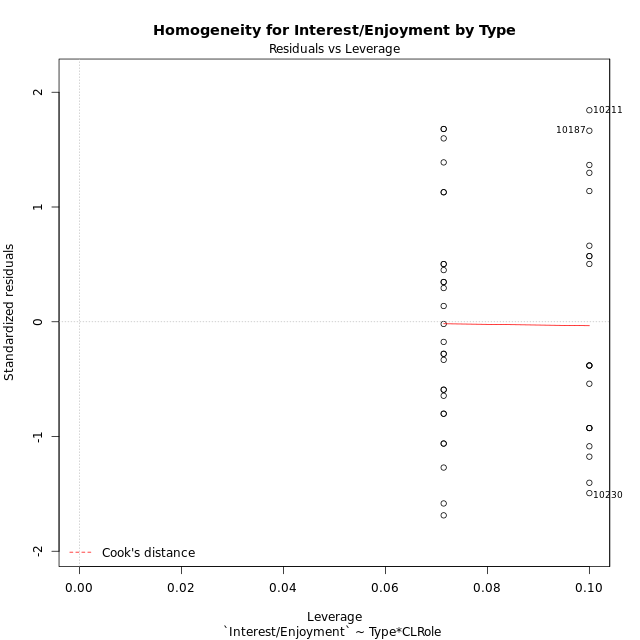 Homogeneity for Interest/Enjoyment by Type
Residuals vs Leverage
Standardized residuals
2
1
0
-1
-2
10211
10187
10230
Cook's distance
0.00 0.02 0.04 0.06 0.08 0.10
Leverage
`Interest/Enjoyment` ~ Type*CLRole